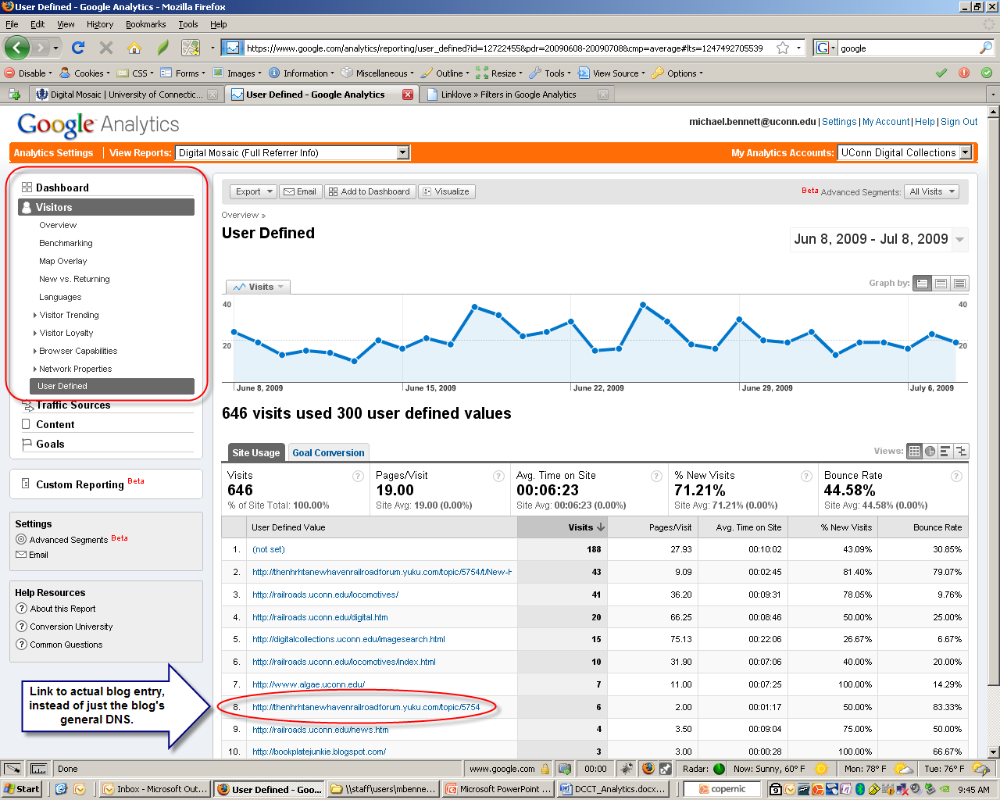 User Defined - Google Analytics - Mozilla Firefox
File Edit View History Bookmarks Tools Help
https://www.google.com/analytics/reporting/user_defined?id=12722455&pdr=20090608-20090708&cmp=average#lts=1247492705539
google
Disable Cookies CSS Forms Images Information Miscellaneous Outline Resize Tools View Source Options
Digital Mosaic | University of Connectic...
User Defined - Google Analytics
Linklove » Filters in Google Analytics
Google Analytics
michael.bennett@uconn.edu | Settings | My Account | Help | Sign Out
Analytics Settings View Reports: Digital Mosaic (Full Referrer Info)
My Analytics Accounts: UConn Digital Collections
Dashboard
Visitors
Overview
Benchmarking
Map Overlay
New vs. Returning
Languages
Visitor Trending
Visitor Loyalty
Browser Capabilities
Network Properties
User Defined
Traffic Sources
Content
Goals
Custom Reporting Beta
Settings
Advanced Segments Beta
Email
Help Resources
About this Report
Conversion University
Common Questions
Link to actual blog entry,
instead of just the blog's
general DNS.
Export Email Add to Dashboard Visualize
Beta Advanced Segments: All Visits
Overview »
User Defined
Jun 8, 2009 - Jul 8, 2009
Visits
Graph by:
40 40
20 20
June 8, 2009 June 15, 2009 June 22, 2009 June 29, 2009 July 6, 2009
646 visits used 300 user defined values
Site Usage Goal Conversion
Views:
Visits ? Pages/Visit ? Avg. Time on Site ? % New Visits ? Bounce Rate ?
646 19.00 00:06:23 71.21% 44.58%
% of Site Total: 100.00% Site Avg: 19.00 (0.00%) Site Avg: 00:06:23 (0.00%) Site Avg: 71.21% (0.00%) Site Avg: 44.58% (0.00%)
User Defined Value Visits Pages/Visit Avg. Time on Site % New Visits Bounce Rate
1. (not set) 188 27.93 00:10:02 43.09% 30.85%
2. http://thenhrhtanewhavenrailroadforum.yuku.com/topic/5754/t/New-H 43 9.09 00:02:45 81.40% 79.07%
3. http://railroads.uconn.edu/locomotives/ 41 36.20 00:09:31 78.05% 9.76%
4. http://railroads.uconn.edu/digital.htm 20 66.25 00:08:46 50.00% 25.00%
5. http://digitalcollections.uconn.edu/imagesearch.html 15 75.13 00:22:06 26.67% 6.67%
6. http://railroads.uconn.edu/locomotives/index.html 10 31.90 00:07:06 40.00% 20.00%
7. http://www.algae.uconn.edu/ 7 11.00 00:07:25 100.00% 14.29%
8. http://thenhrhtanewhavenrailroadforum.yuku.com/topic/5754 6 2.00 00:01:17 50.00% 83.33%
9. http://railroads.uconn.edu/news.htm 4 3.50 00:09:04 75.00% 50.00%
10. http://bookplatejunkie.blogspot.com/ 3 3.00 00:00:28 100.00% 66.67%
Done www.google.com 00:00 Radar: Now: Sunny, 60° F Mon: 78° F Tue: 76° F
Start Inbox - Microsoft Out... User Defined - Goo... \\staff\users\mbenne... Microsoft PowerPoint ... DCCT_Analytics.docx... copernic 9:45 AM